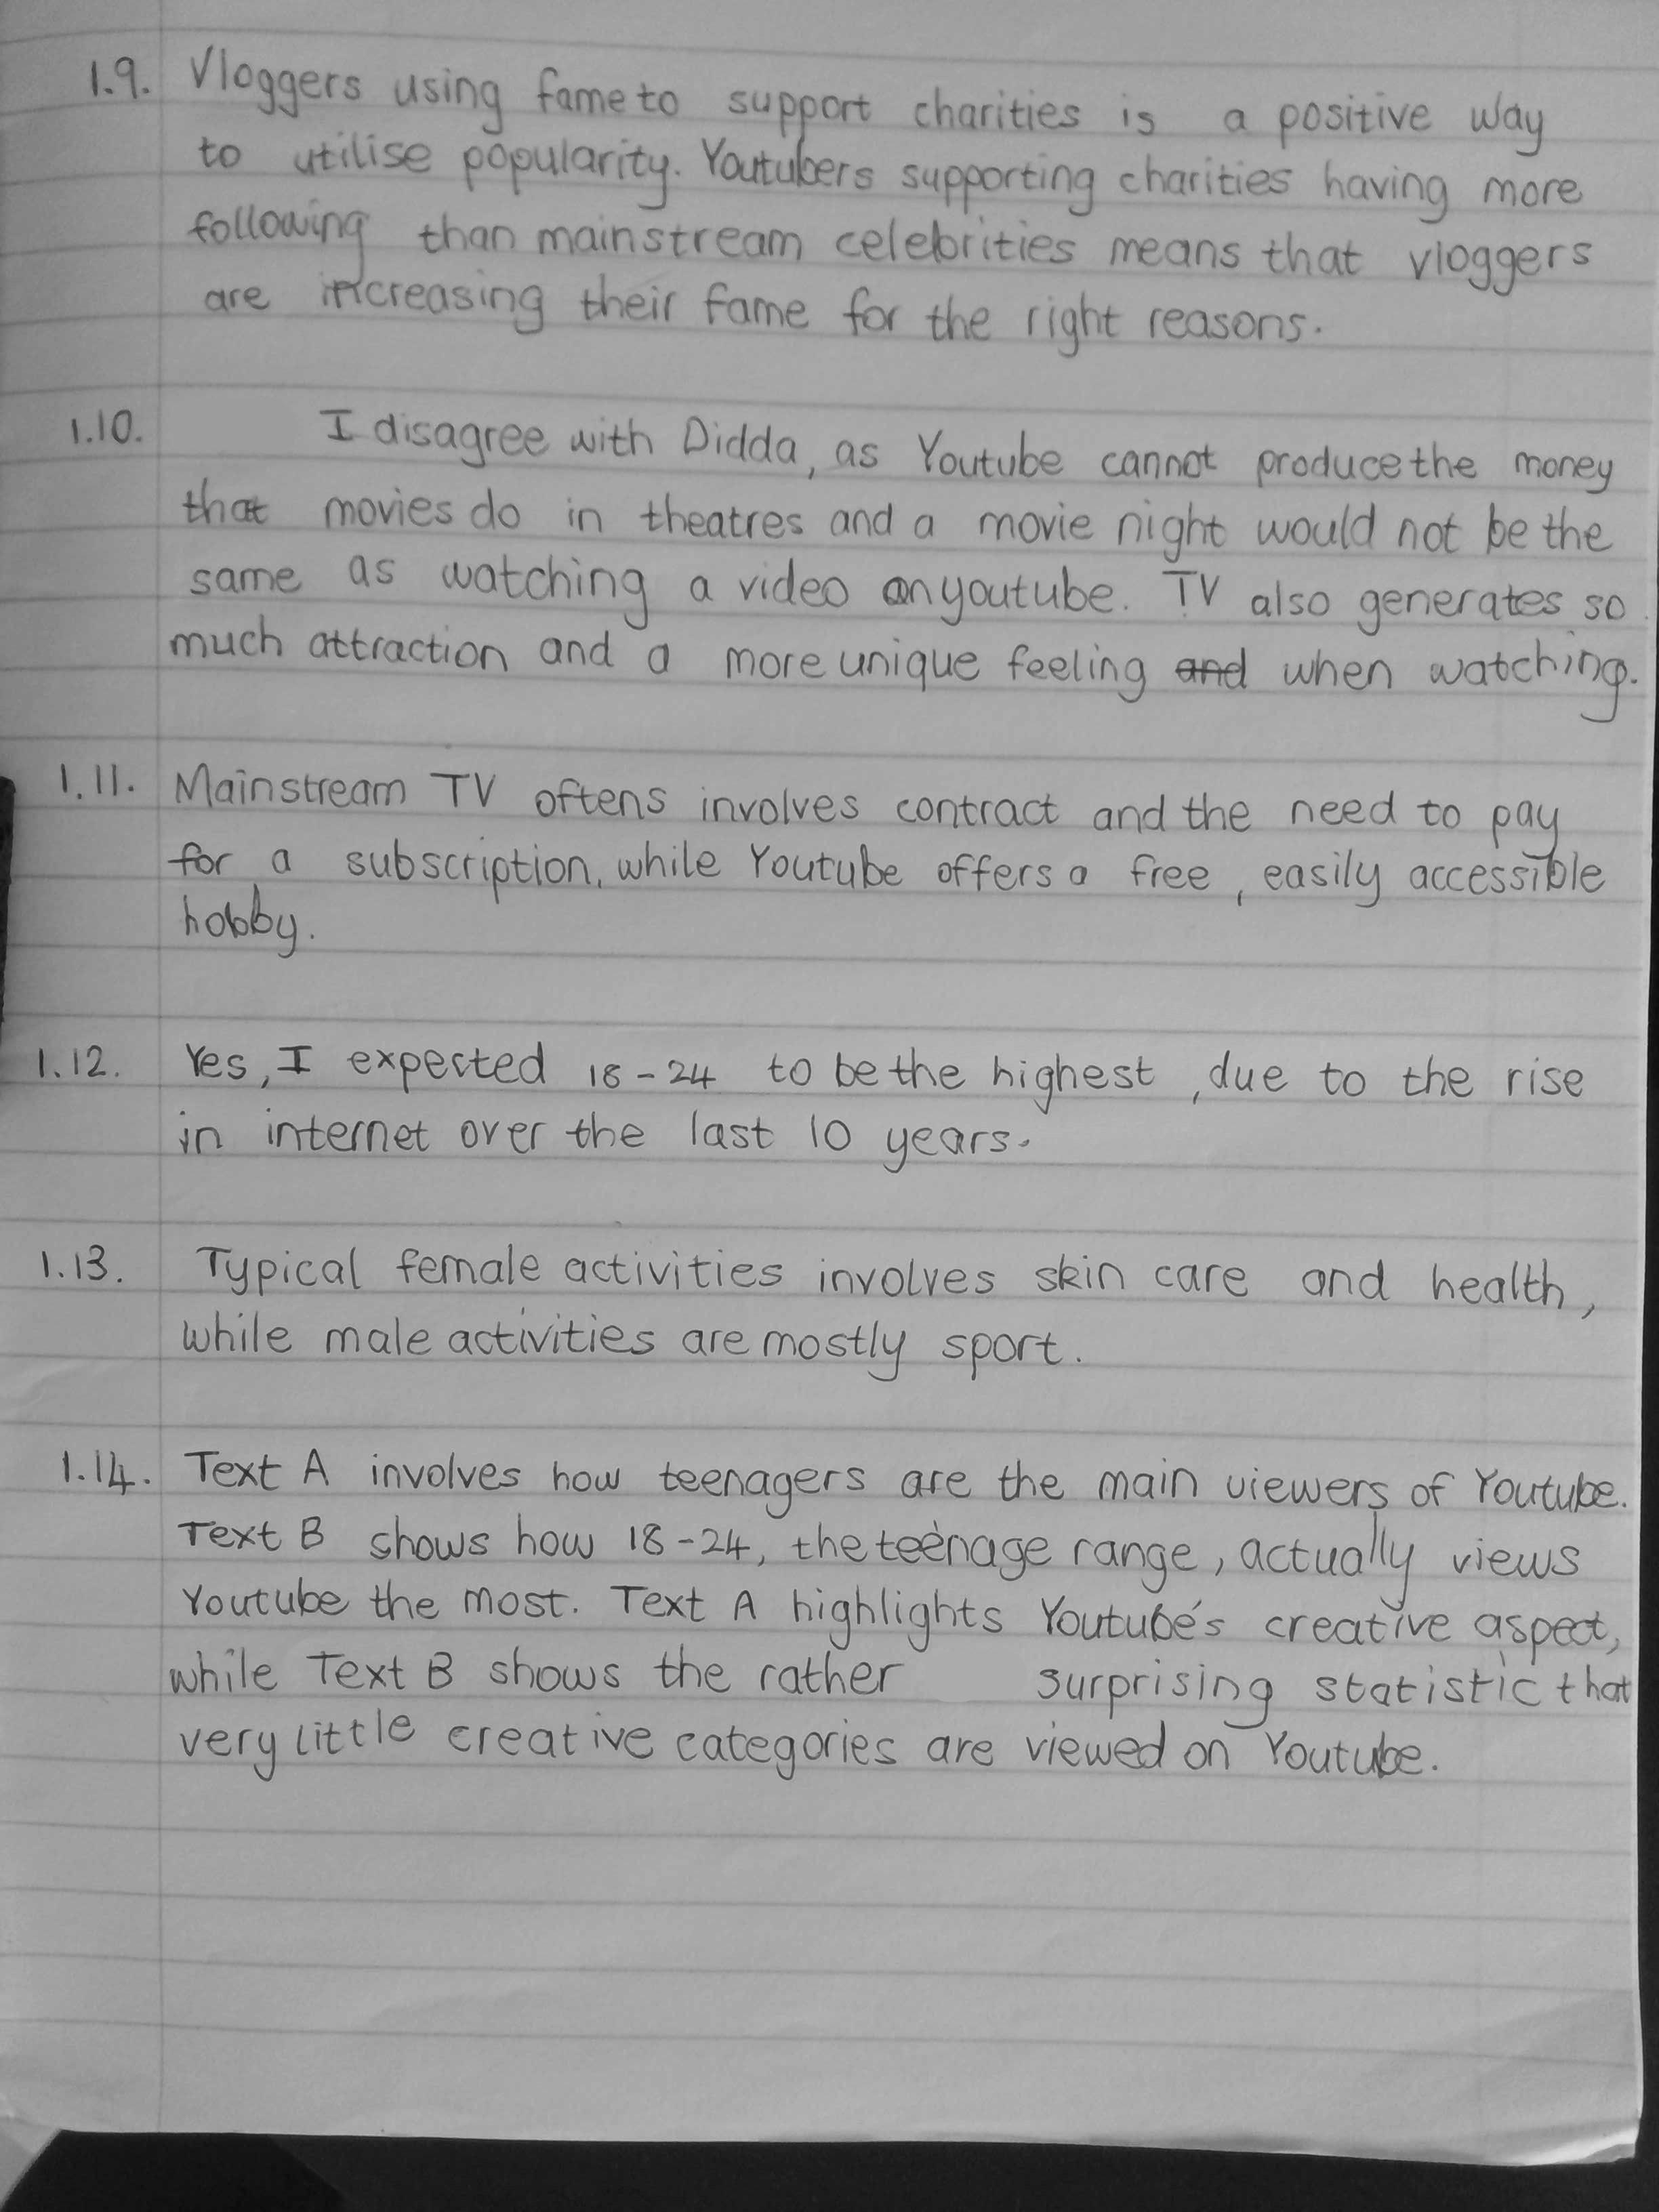 1.9. Vloggers using fame to support charities is a positive way
to utilise popularity. Youtubers supporting charities having more
following than mainstream celebrities means that vloggers
are increasing their fame for the right reasons.
1.10. I disagree with Didda, as Youtube cannot produce the money
that movies do in theatres and a movie night would not be the
same as watching a video on youtube. TV also generates so
much attraction and a more unique feeling and when watching.
1.11. Mainstream TV oftens involves contract and the need to pay
for a subscription, while Youtube offers a free, easily accessible
hobby.
1.12. Yes, I expected 18-24 to be the highest, due to the rise
in internet over the last 10 years.
1.13. Typical female activities involves skin care and health,
while male activities are mostly sport.
1.14. Text A involves how teenagers are the main viewers of Youtube.
Text B shows how 18-24, the teenage range, actually views
Youtube the most. Text A highlights Youtube's creative aspect,
while Text B shows the rather surprising statistic that
very little creative categories are viewed on Youtube.